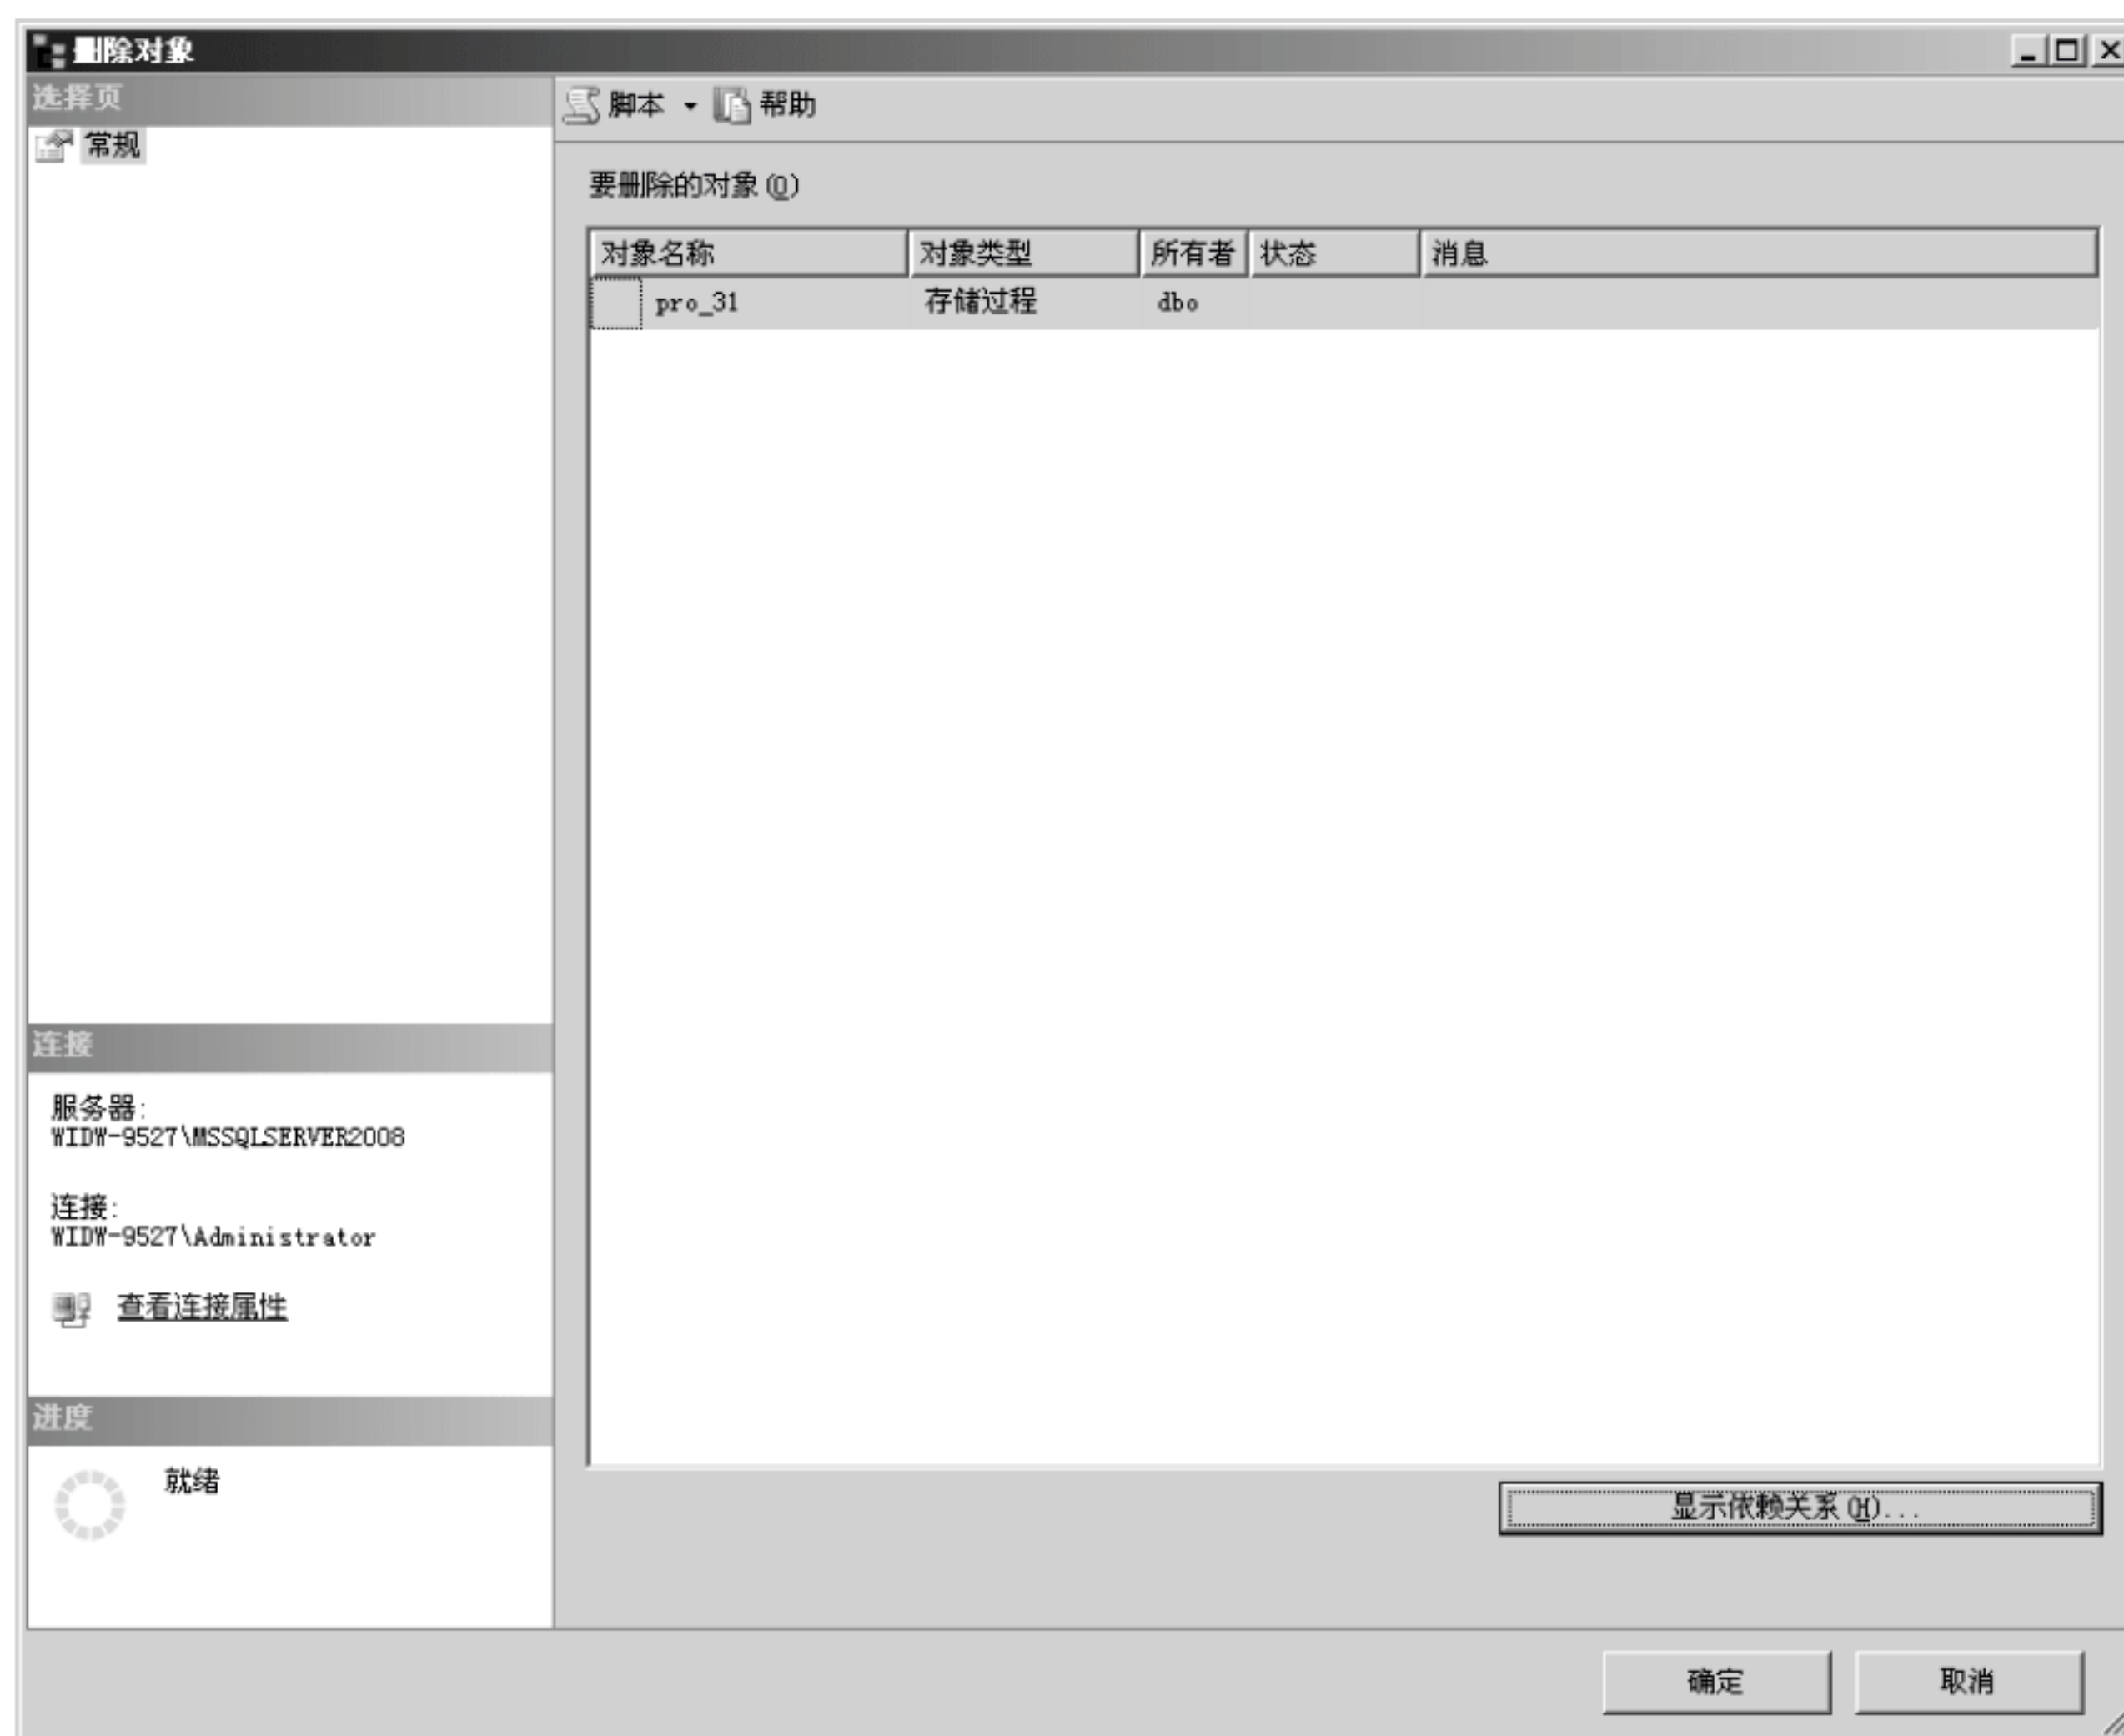 删除对象
选择页
常规
脚本 帮助
要删除的对象(O)
对象名称 对象类型 所有者 状态 消息
pro_31 存储过程 dbo
连接
服务器:
WIDW-9527\MSSQLSERVER2008
连接:
WIDW-9527\Administrator
查看连接属性
进度
就绪
显示依赖关系(H)...
确定 取消